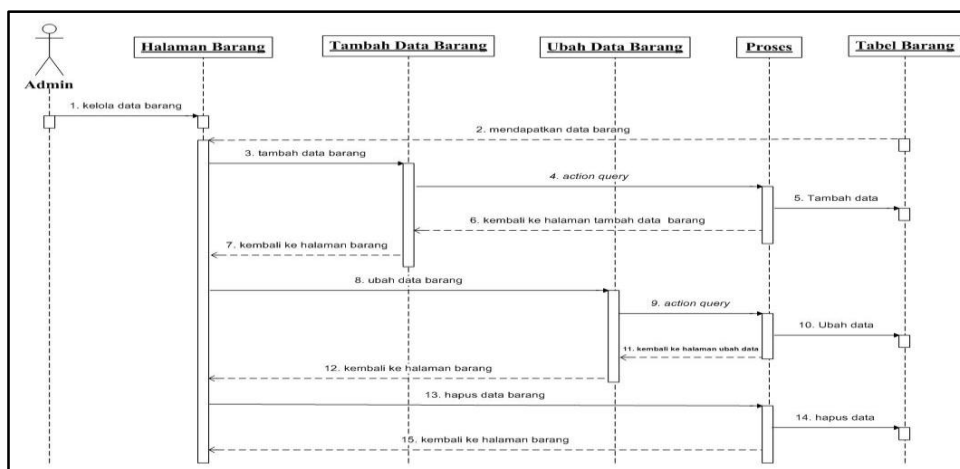 Halaman Barang
Tambah Data Barang
Ubah Data Barang
Proses
Tabel Barang
Admin
1. kelola data barang
2. mendapatkan data barang
3. tambah data barang
4. action query
5. Tambah data
6. kembali ke halaman tambah data barang
7. kembali ke halaman barang
8. ubah data barang
9. action query
10. Ubah data
11. kembali ke halaman ubah data
12. kembali ke halaman barang
13. hapus data barang
14. hapus data
15. kembali ke halaman barang